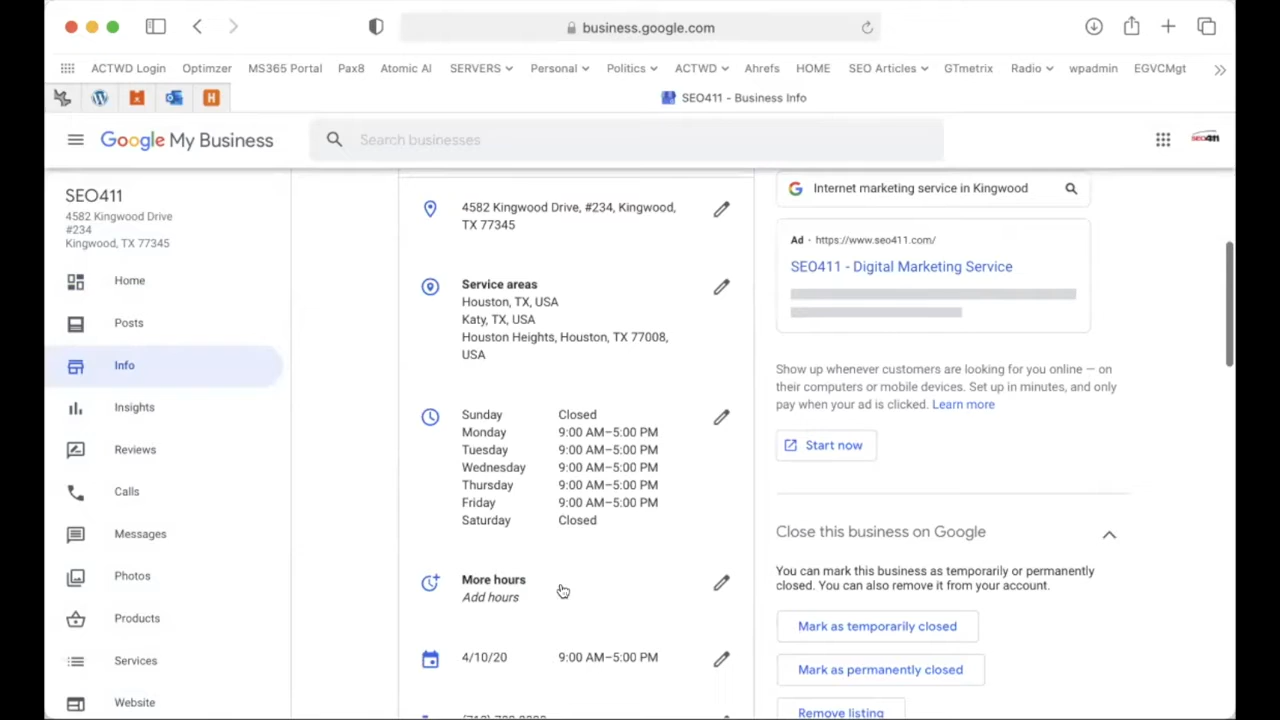 business.google.com
ACTWD Login Optimzer MS365 Portal Pax8 Atomic AI SERVERS Personal Politics ACTWD Ahrefs HOME SEO Articles GTmetrix Radio wpadmin EGVCMgt
SEO411 - Business Info
Google My Business
Search businesses
SEO411
SEO411
4582 Kingwood Drive
#234
Kingwood, TX 77345
Home
Posts
Info
Insights
Reviews
Calls
Messages
Photos
Products
Services
Website
4582 Kingwood Drive, #234, Kingwood,
TX 77345
Service areas
Houston, TX, USA
Katy, TX, USA
Houston Heights, Houston, TX 77008,
USA
Sunday Closed
Monday 9:00 AM–5:00 PM
Tuesday 9:00 AM–5:00 PM
Wednesday 9:00 AM–5:00 PM
Thursday 9:00 AM–5:00 PM
Friday 9:00 AM–5:00 PM
Saturday Closed
More hours
Add hours
4/10/20 9:00 AM–5:00 PM
Internet marketing service in Kingwood
Ad · https://www.seo411.com/
SEO411 - Digital Marketing Service
Show up whenever customers are looking for you online — on
their computers or mobile devices. Set up in minutes, and only
pay when your ad is clicked. Learn more
Start now
Close this business on Google
You can mark this business as temporarily or permanently
closed. You can also remove it from your account.
Mark as temporarily closed
Mark as permanently closed
Remove listing